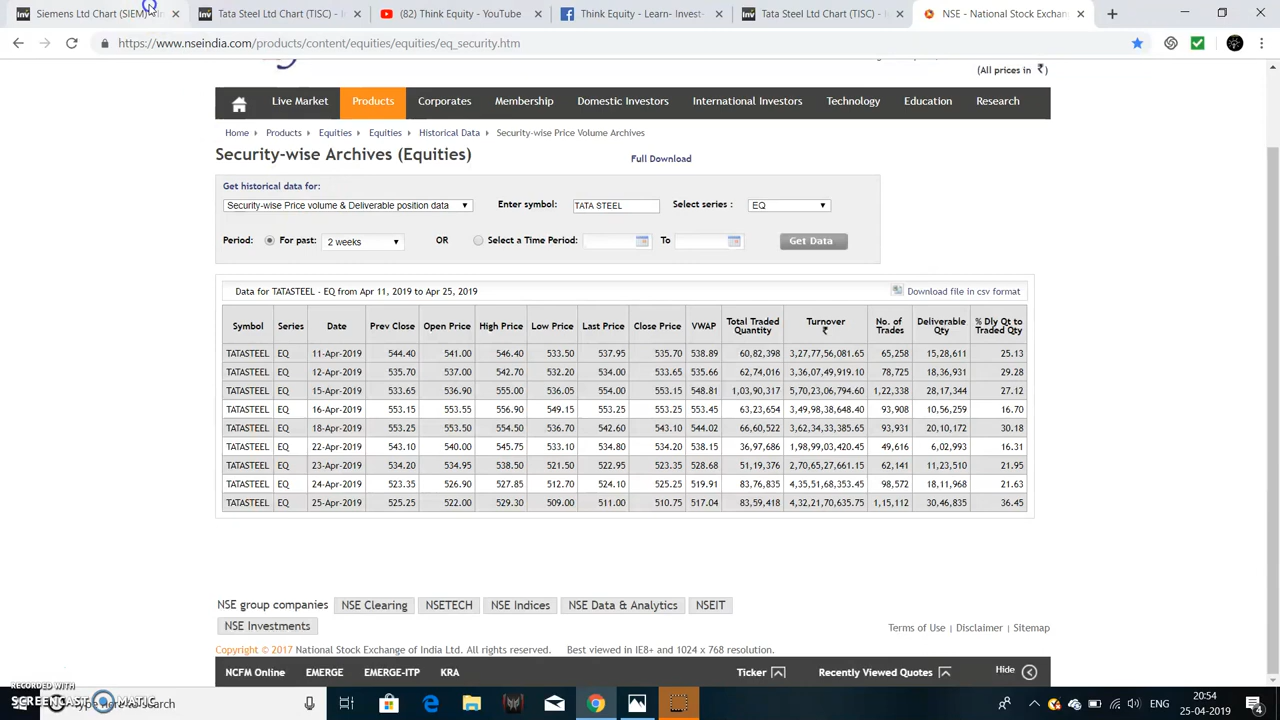 Siemens Ltd Chart (SIEM)
Tata Steel Ltd Chart (TISC) - I
(82) Think Equity - YouTube
Think Equity - Learn- Invest-
Tata Steel Ltd Chart (TISC) - I
NSE - National Stock Exchan
https://www.nseindia.com/products/content/equities/equities/eq_security.htm
(All prices in ₹)
Live Market Products Corporates Membership Domestic Investors International Investors Technology Education Research
Home Products Equities Equities Historical Data Security-wise Price Volume Archives
Security-wise Archives (Equities)
Full Download
Get historical data for:
Security-wise Price volume & Deliverable position data Enter symbol: TATA STEEL Select series : EQ
Period: For past: 2 weeks OR Select a Time Period: To Get Data
Data for TATASTEEL - EQ from Apr 11, 2019 to Apr 25, 2019 Download file in csv format
Symbol Series Date Prev Close Open Price High Price Low Price Last Price Close Price VWAP Total Traded Quantity Turnover ₹ No. of Trades Deliverable Qty % Dly Qt to Traded Qty
TATASTEEL EQ 11-Apr-2019 544.40 541.00 546.40 533.50 537.95 535.70 538.89 60,82,398 3,27,77,56,081.65 65,258 15,28,611 25.13
TATASTEEL EQ 12-Apr-2019 535.70 537.00 542.70 532.20 534.00 533.65 535.66 62,74,016 3,36,07,49,919.10 78,725 18,36,931 29.28
TATASTEEL EQ 15-Apr-2019 533.65 536.90 555.00 536.05 554.00 553.15 548.81 1,03,90,317 5,70,23,06,794.60 1,22,338 28,17,344 27.12
TATASTEEL EQ 16-Apr-2019 553.15 553.55 556.90 549.15 553.25 553.25 553.45 63,23,654 3,49,98,38,648.40 93,908 10,56,259 16.70
TATASTEEL EQ 18-Apr-2019 553.25 553.50 554.50 536.70 542.60 543.10 544.02 66,60,522 3,62,34,33,385.65 93,931 20,10,172 30.18
TATASTEEL EQ 22-Apr-2019 543.10 540.00 545.75 533.10 534.80 534.20 538.15 36,97,686 1,98,99,03,420.45 49,616 6,02,993 16.31
TATASTEEL EQ 23-Apr-2019 534.20 534.95 538.50 521.50 522.95 523.35 528.68 51,19,376 2,70,65,27,661.15 62,141 11,23,510 21.95
TATASTEEL EQ 24-Apr-2019 523.35 526.90 527.85 512.70 524.10 525.25 519.91 83,76,835 4,35,51,68,353.45 98,572 18,11,968 21.63
TATASTEEL EQ 25-Apr-2019 525.25 522.00 529.30 509.00 511.00 510.75 517.04 83,59,418 4,32,21,70,635.75 1,15,112 30,46,835 36.45
NSE group companies NSE Clearing NSETECH NSE Indices NSE Data & Analytics NSEIT
NSE Investments
Terms of Use | Disclaimer | Sitemap
Copyright © 2017 National Stock Exchange of India Ltd. All rights reserved. Best viewed in IE8+ and 1024 x 768 resolution.
NCFM Online EMERGE EMERGE-ITP KRA Ticker Recently Viewed Quotes Hide
RECORDED WITH
SCREENCAST MATIC
Type here to search
ENG
20:54
25-04-2019
4